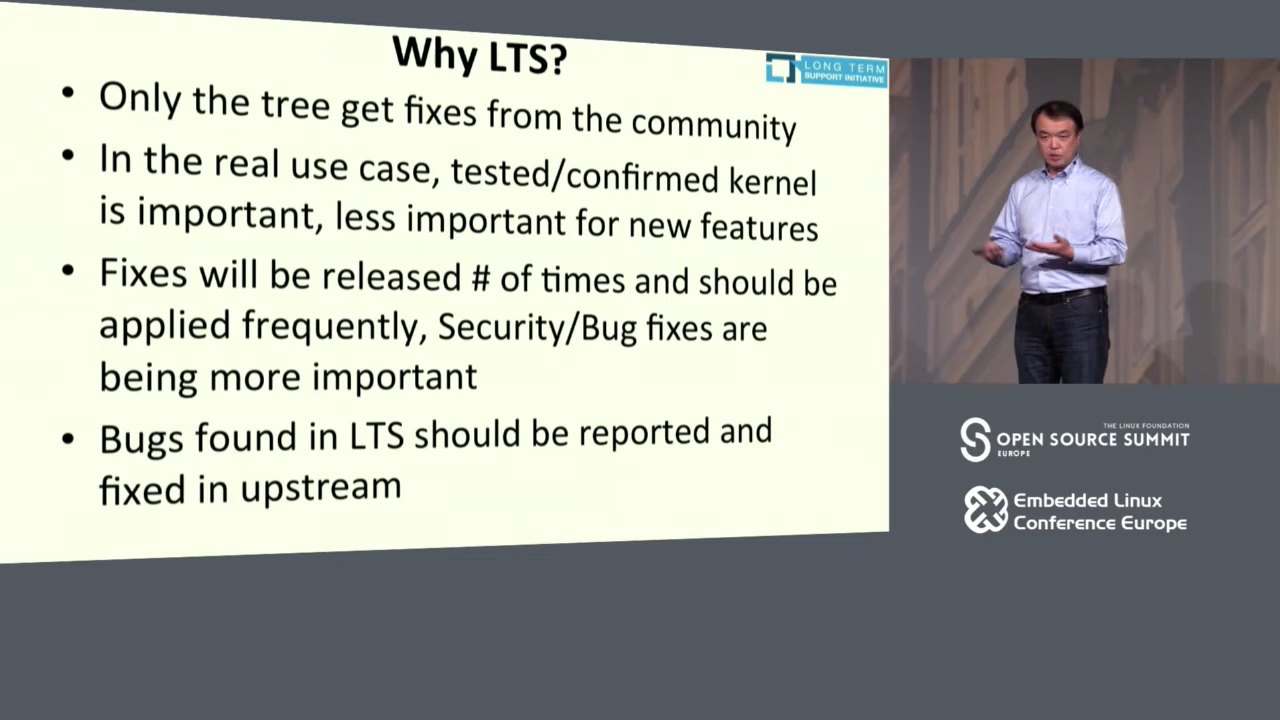 Why LTS?
LONG TERM
SUPPORT INITIATIVE
• Only the tree get fixes from the community
• In the real use case, tested/confirmed kernel
is important, less important for new features
• Fixes will be released # of times and should be
applied frequently, Security/Bug fixes are
being more important
• Bugs found in LTS should be reported and
fixed in upstream
THE LINUX FOUNDATION
OPEN SOURCE SUMMIT
EUROPE
Embedded Linux
Conference Europe